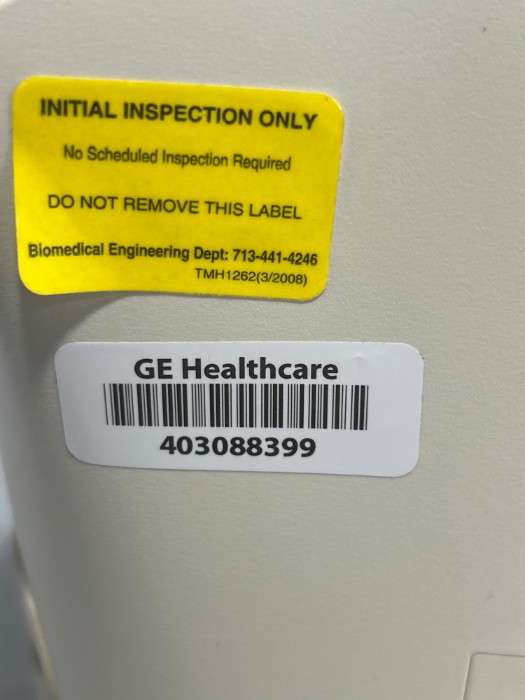 INITIAL INSPECTION ONLY
No Scheduled Inspection Required
DO NOT REMOVE THIS LABEL
Biomedical Engineering Dept: 713-441-4246
TMH1262(3/2008)
GE Healthcare
403088399